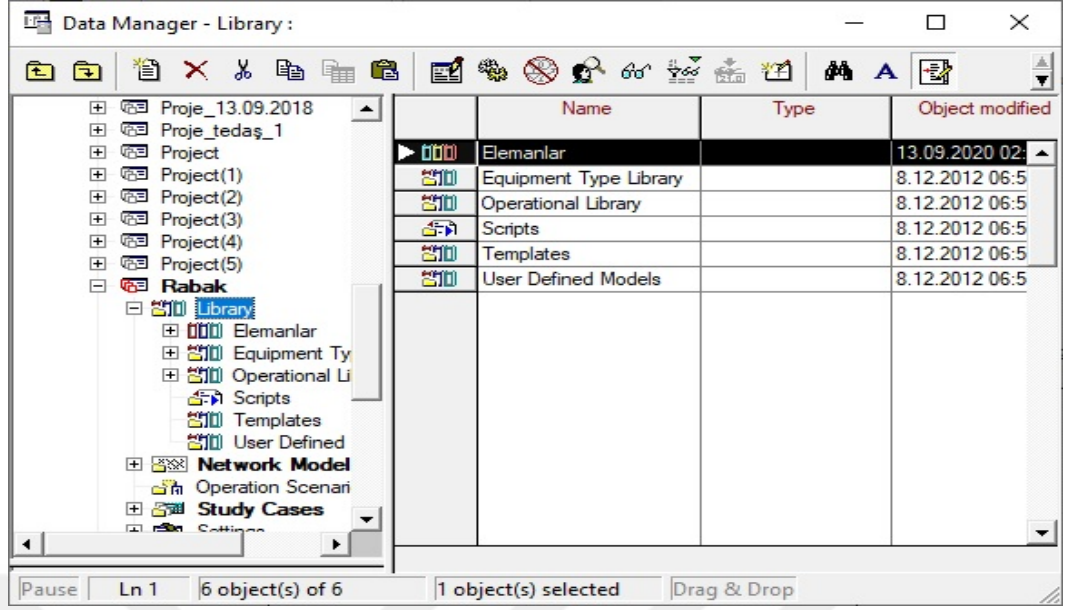 Data Manager - Library :
Name Type Object modified
Proje_13.09.2018
Proje_tedaş_1
Project
Project(1)
Project(2)
Project(3)
Project(4)
Project(5)
Rabak
Library
Elemanlar
Equipment Ty
Operational Li
Scripts
Templates
User Defined
Network Model
Operation Scenari
Study Cases
Settings
Elemanlar 13.09.2020 02:
Equipment Type Library 8.12.2012 06:5
Operational Library 8.12.2012 06:5
Scripts 8.12.2012 06:5
Templates 8.12.2012 06:5
User Defined Models 8.12.2012 06:5
Pause Ln 1 6 object(s) of 6 1 object(s) selected Drag & Drop